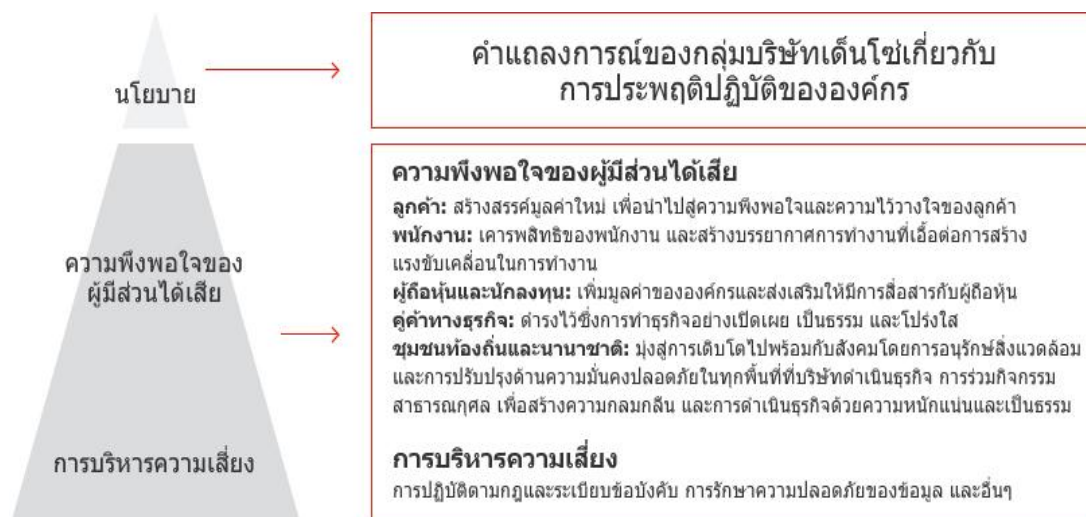 นโยบาย
คำแถลงการณ์ของกลุ่มบริษัทเด็นโซ่เกี่ยวกับ
การประพฤติปฏิบัติขององค์กร
ความพึงพอใจของ
ผู้มีส่วนได้เสีย
การบริหารความเสี่ยง
ความพึงพอใจของผู้มีส่วนได้เสีย
ลูกค้า: สร้างสรรค์มูลค่าใหม่ เพื่อนำไปสู่ความพึงพอใจและความไว้วางใจของลูกค้า
พนักงาน: เคารพสิทธิของพนักงาน และสร้างบรรยากาศการทำงานที่เอื้อต่อการสร้าง
แรงขับเคลื่อนในการทำงาน
ผู้ถือหุ้นและนักลงทุน: เพิ่มมูลค่าขององค์กรและส่งเสริมให้มีการสื่อสารกับผู้ถือหุ้น
คู่ค้าทางธุรกิจ: ดำรงไว้ซึ่งการทำธุรกิจอย่างเปิดเผย เป็นธรรม และโปร่งใส
ชุมชนท้องถิ่นและนานาชาติ: มุ่งสู่การเติบโตไปพร้อมกับสังคมโดยการอนุรักษ์สิ่งแวดล้อม
และการปรับปรุงด้านความมั่นคงปลอดภัยในทุกพื้นที่ที่บริษัทดำเนินธุรกิจ การร่วมกิจกรรม
สาธารณกุศล เพื่อสร้างความกลมกลืน และการดำเนินธุรกิจด้วยความหนักแน่นและเป็นธรรม
การบริหารความเสี่ยง
การปฏิบัติตามกฎและระเบียบข้อบังคับ การรักษาความปลอดภัยของข้อมูล และอื่นๆ